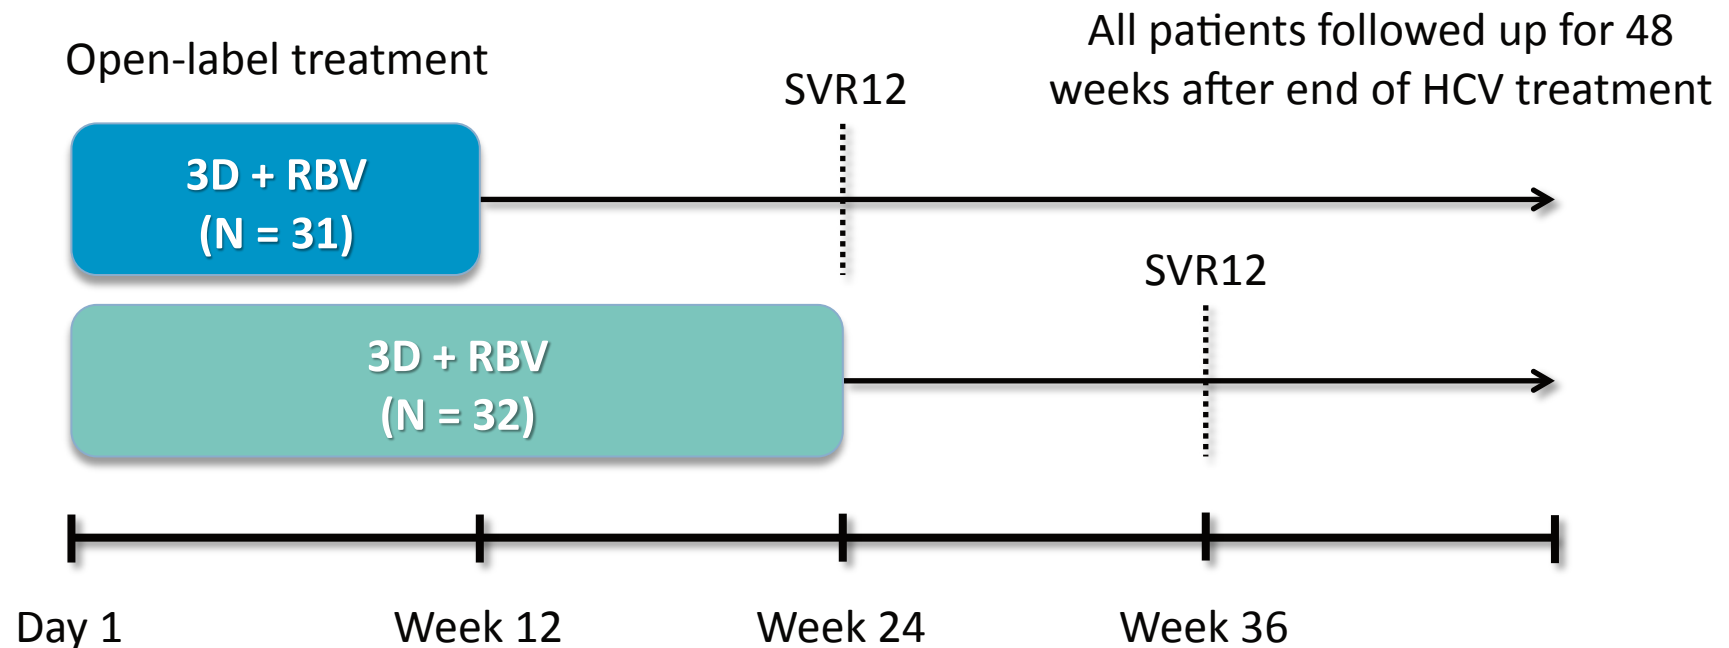 Open-label treatment
All patients followed up for 48
weeks after end of HCV treatment
SVR12
3D + RBV
(N = 31)
SVR12
3D + RBV
(N = 32)
Day 1
Week 12
Week 24
Week 36